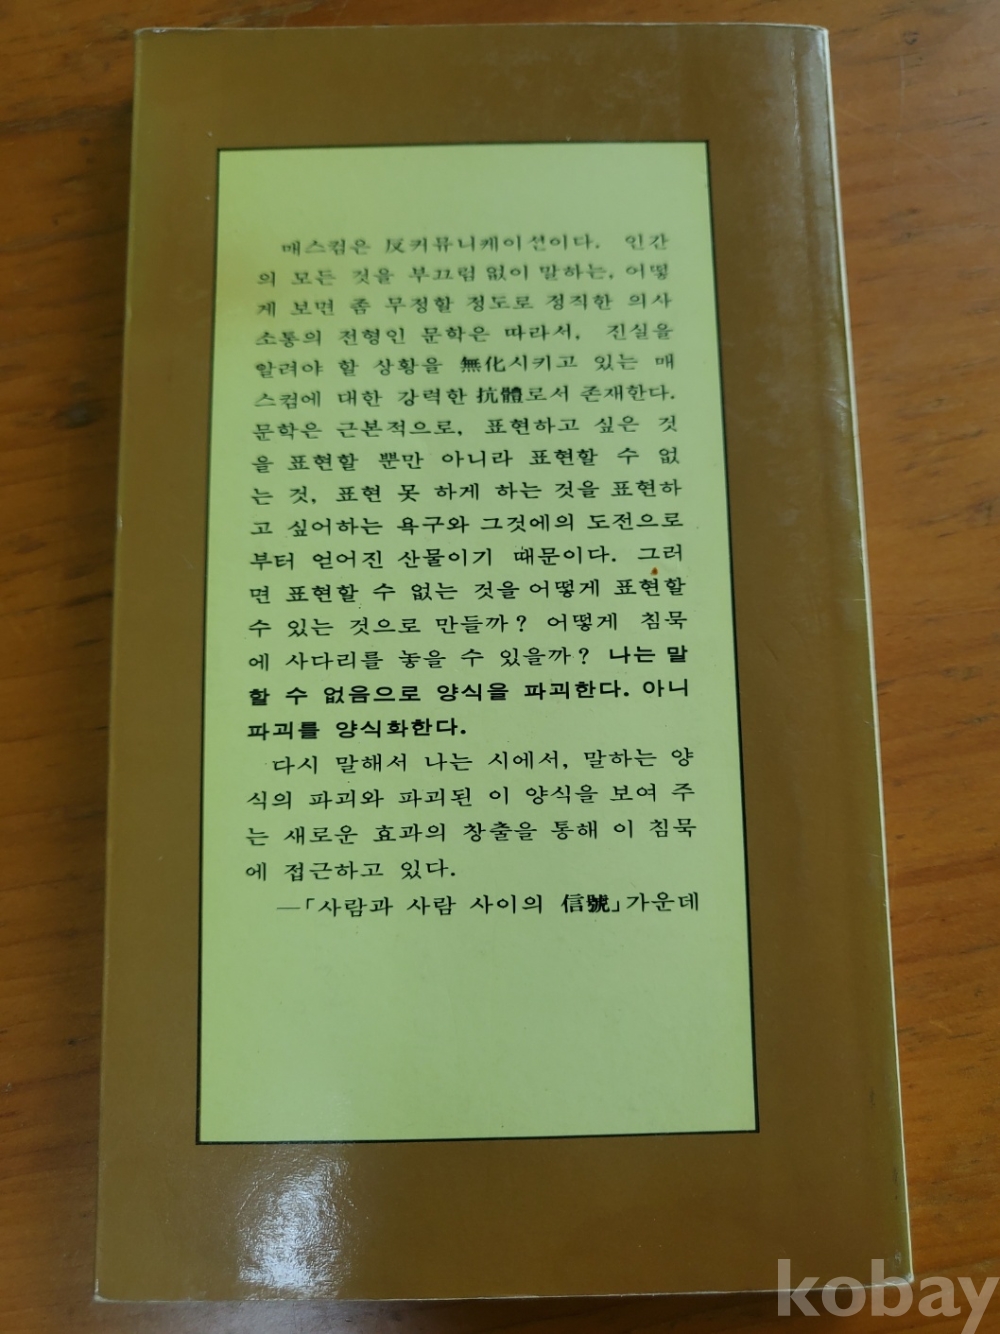 매스컴은 反커뮤니케이션이다. 인간
의 모든 것을 부끄럼없이 말하는, 어떻
게 보면 좀 무정할 정도로 정직한 의사
소통의 전형인 문학은 따라서, 진실을
알려야 할 상황을 無化시키고 있는 매
스컴에 대한 강력한 抗體로서 존재한다.
문학은 근본적으로, 표현하고 싶은 것
을 표현할 뿐만 아니라 표현할 수 없
는 것, 표현 못 하게 하는 것을 표현하
고 싶어하는 욕구와 그것에의 도전으로
부터 얻어진 산물이기 때문이다. 그러
면 표현할 수 없는 것을 어떻게 표현할
수 있는 것으로 만들까? 어떻게 침묵
에 사다리를 놓을 수 있을까? 나는 말
할 수 없음으로 양식을 파괴한다. 아니
파괴를 양식화한다.
다시 말해서 나는 시에서, 말하는 양
식의 파괴와 파괴된 이 양식을 보여 주
는 새로운 효과의 창출을 통해 이 침묵
에 접근하고 있다.
—「사람과 사람 사이의 信號」가운데
kobay